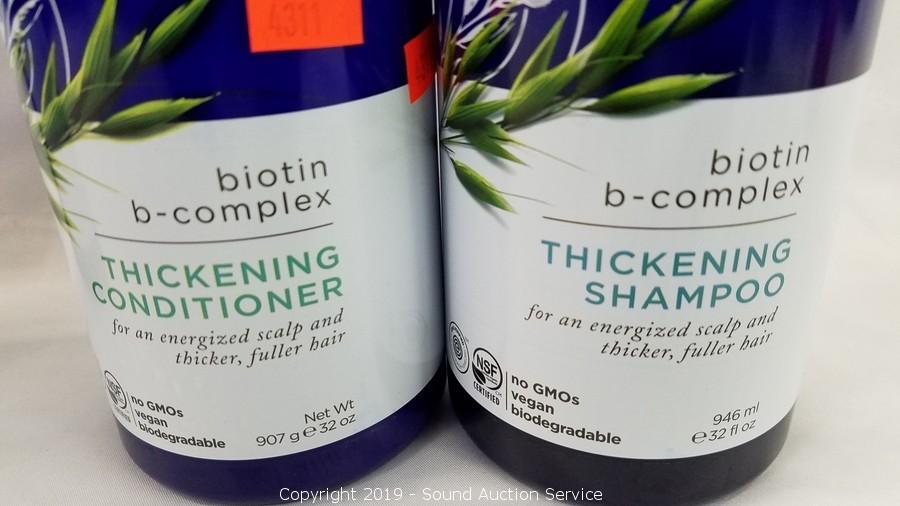 4311
biotin
b-complex
THICKENING
CONDITIONER
for an energized scalp and
thicker, fuller hair
NSF
no GMOs
vegan
biodegradable
Net Wt
907 g e 32 oz
biotin
b-complex
THICKENING
SHAMPOO
for an energized scalp and
thicker, fuller hair
NSF
CERTIFIED
no GMOs
vegan
biodegradable
946 ml
e 32 fl oz
Copyright 2019 - Sound Auction Service